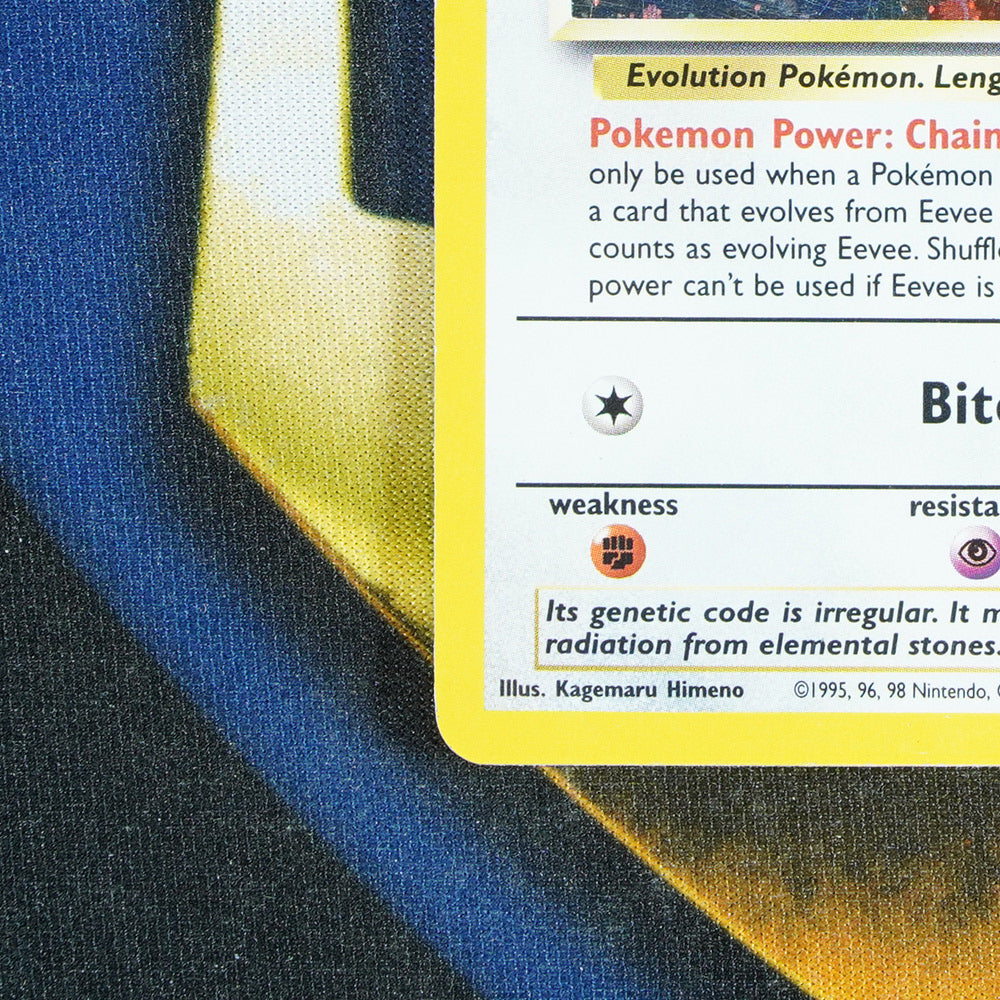 Evolution Pokémon. Leng
Pokemon Power: Chain
only be used when a Pokémon
a card that evolves from Eevee
counts as evolving Eevee. Shuffl
power can't be used if Eevee is
Bite
weakness
resista
Its genetic code is irregular. It m
radiation from elemental stones.
Illus. Kagemaru Himeno
©1995, 96, 98 Nintendo,